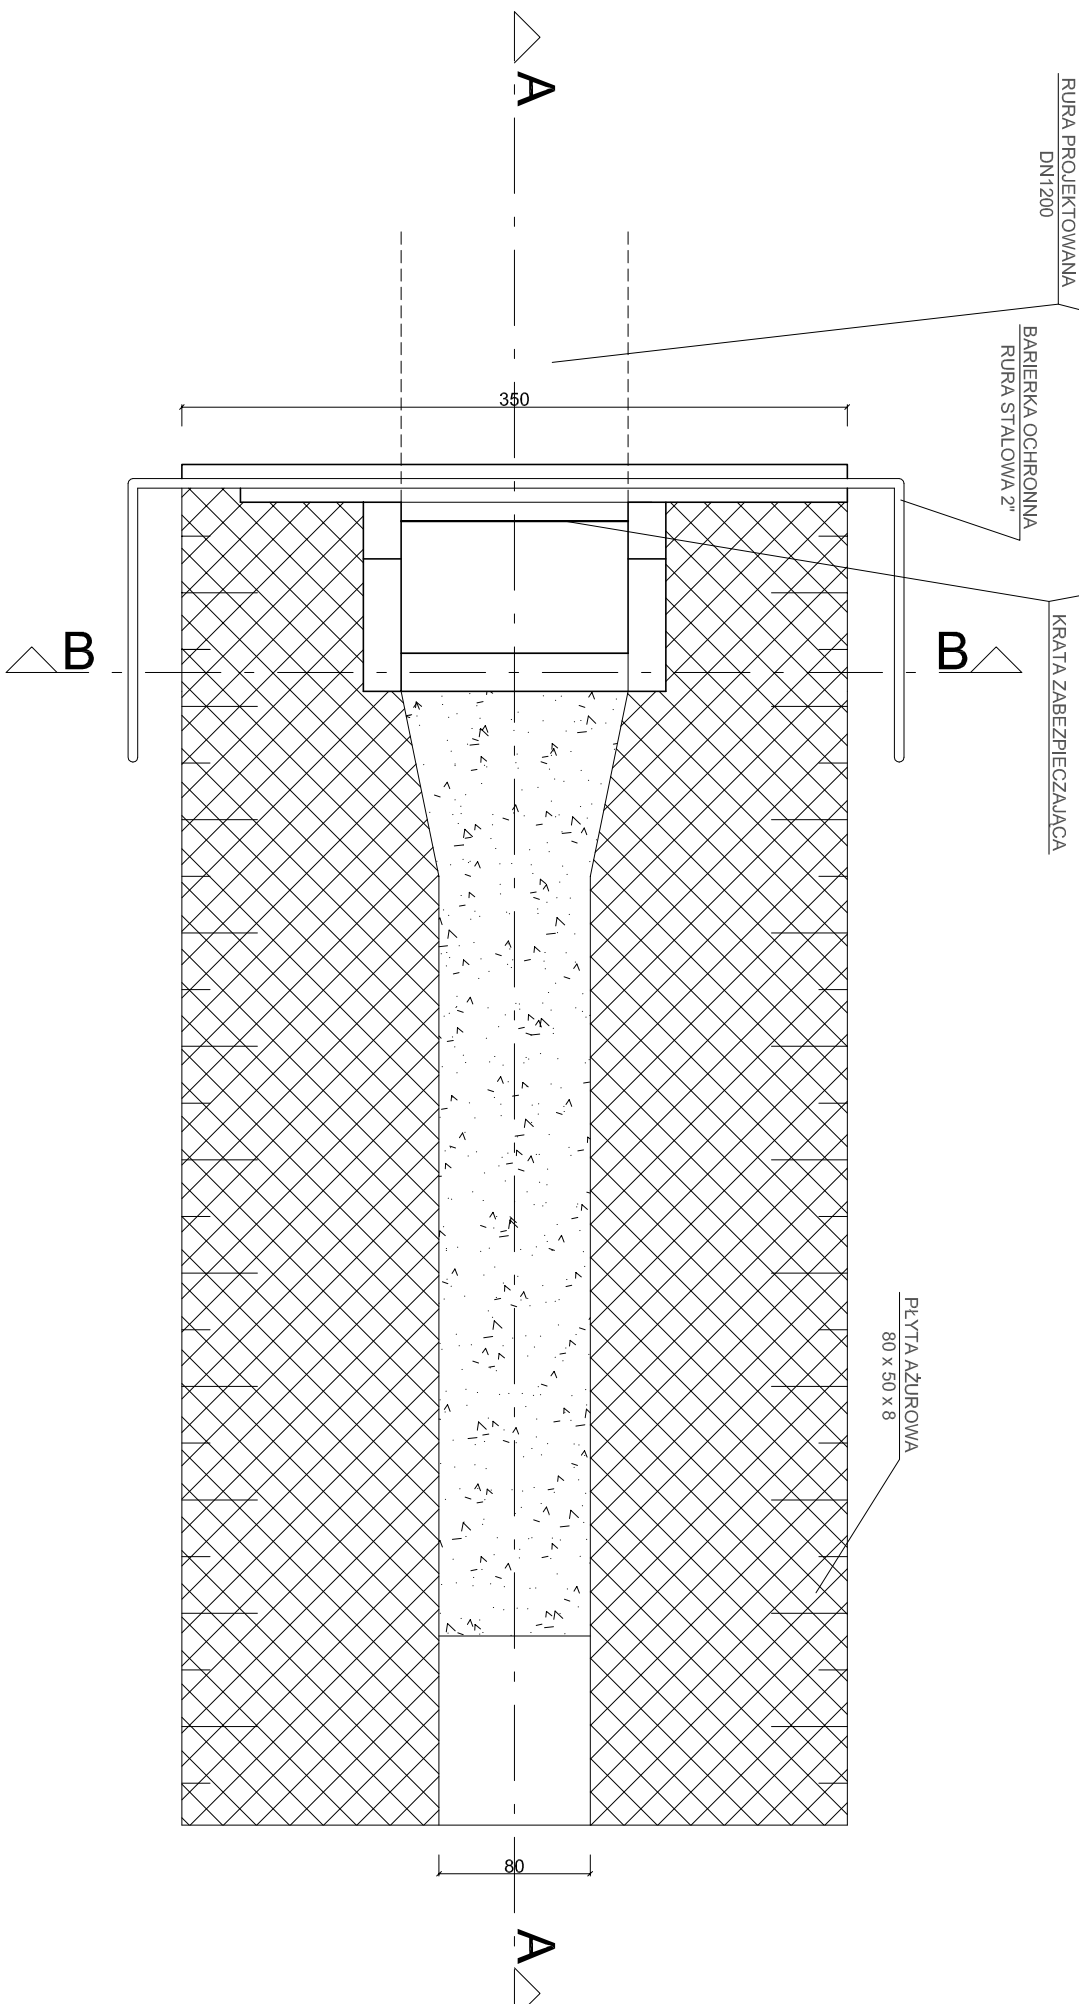 A
RURA PROJEKTOWANA
DN1200
BARIERKA OCHRONNA
RURA STALOWA 2"
350
KRATA ZABEZPIECZAJĄCA
B
B
PŁYTA AŻUROWA
80 x 50 x 8
80
A